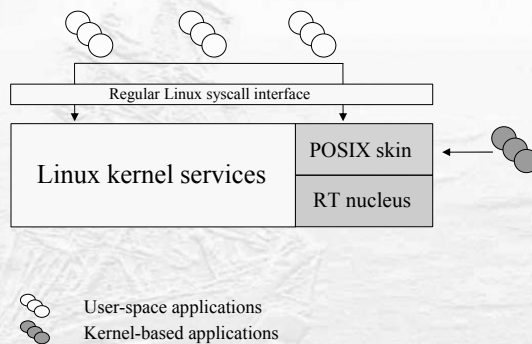 Regular Linux syscall interface
Linux kernel services
POSIX skin
RT nucleus
User-space applications
Kernel-based applications